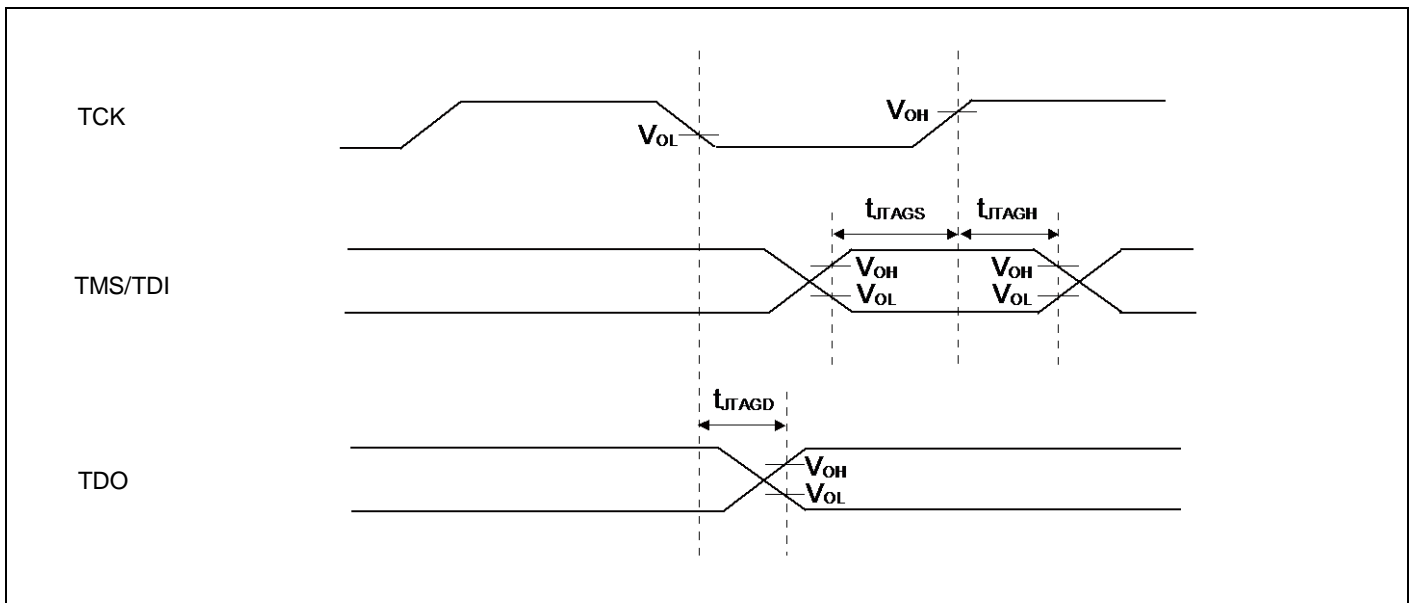 TCK
VOL
VOH
tJTAGS
tJTAGH
TMS/TDI
VOH
VOL
VOH
VOL
tJTAGD
TDO
VOH
VOL